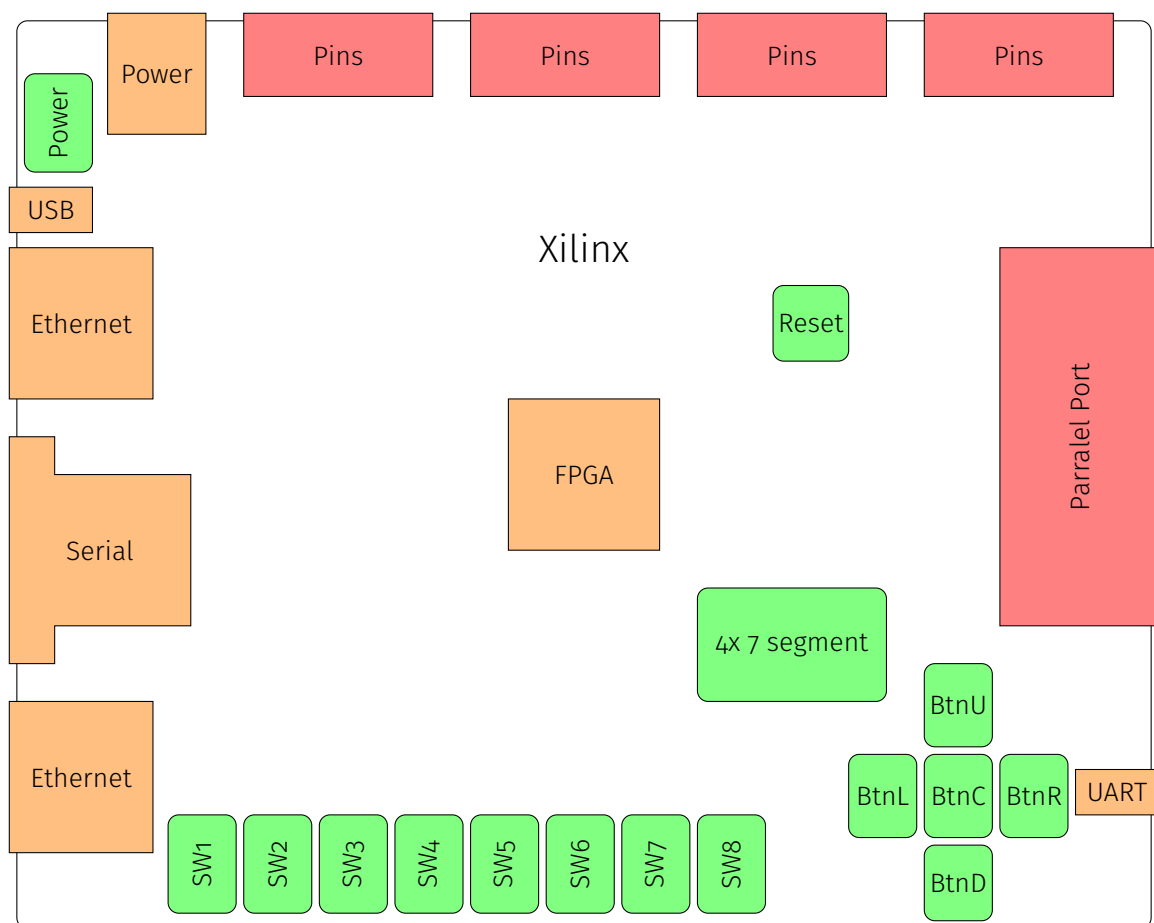 Power
Pins
Pins
Pins
Pins
Power
USB
Xilinx
Ethernet
Reset
Parralel Port
FPGA
Serial
4x 7 segment
BtnU
Ethernet
BtnL
BtnC
BtnR
UART
SW1
SW2
SW3
SW4
SW5
SW6
SW7
SW8
BtnD